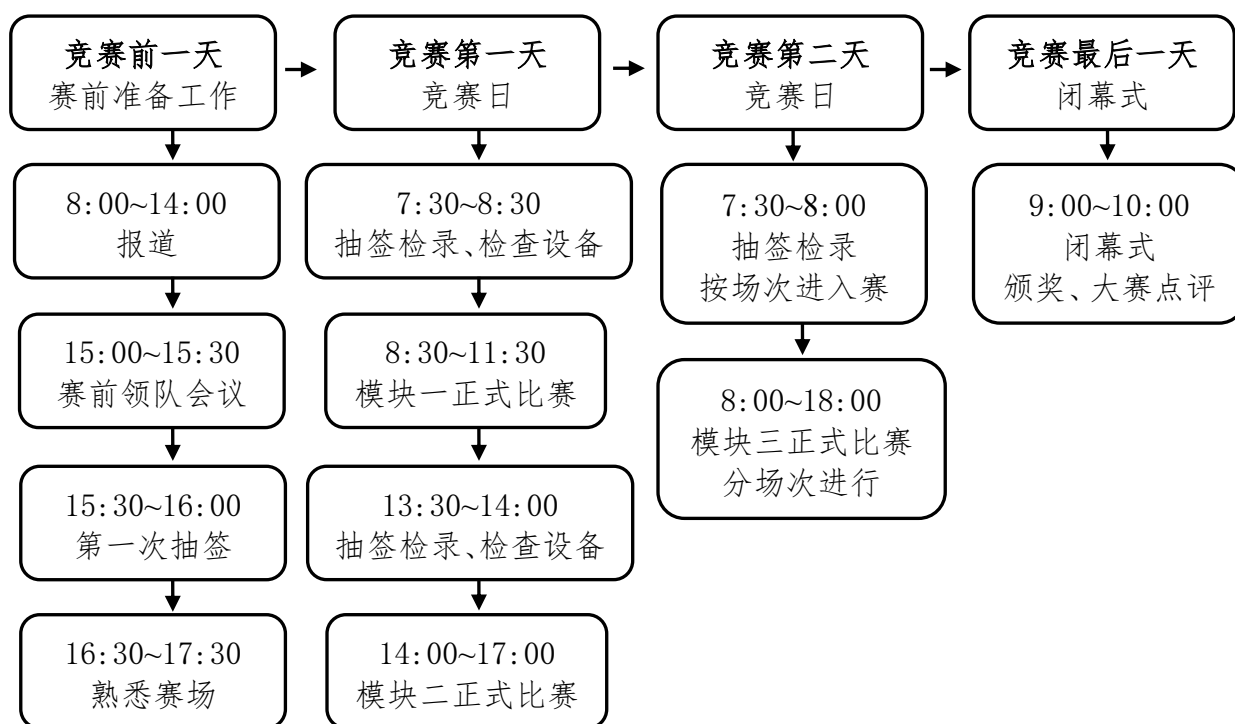 竞赛前一天
赛前准备工作
8:00~14:00
报道
15:00~15:30
赛前领队会议
15:30~16:00
第一次抽签
16:30~17:30
熟悉赛场
竞赛第一天
竞赛日
7:30~8:30
抽签检录、检查设备
8:30~11:30
模块一正式比赛
13:30~14:00
抽签检录、检查设备
14:00~17:00
模块二正式比赛
竞赛第二天
竞赛日
7:30~8:00
抽签检录
按场次进入赛
8:00~18:00
模块三正式比赛
分场次进行
竞赛最后一天
闭幕式
9:00~10:00
闭幕式
颁奖、大赛点评